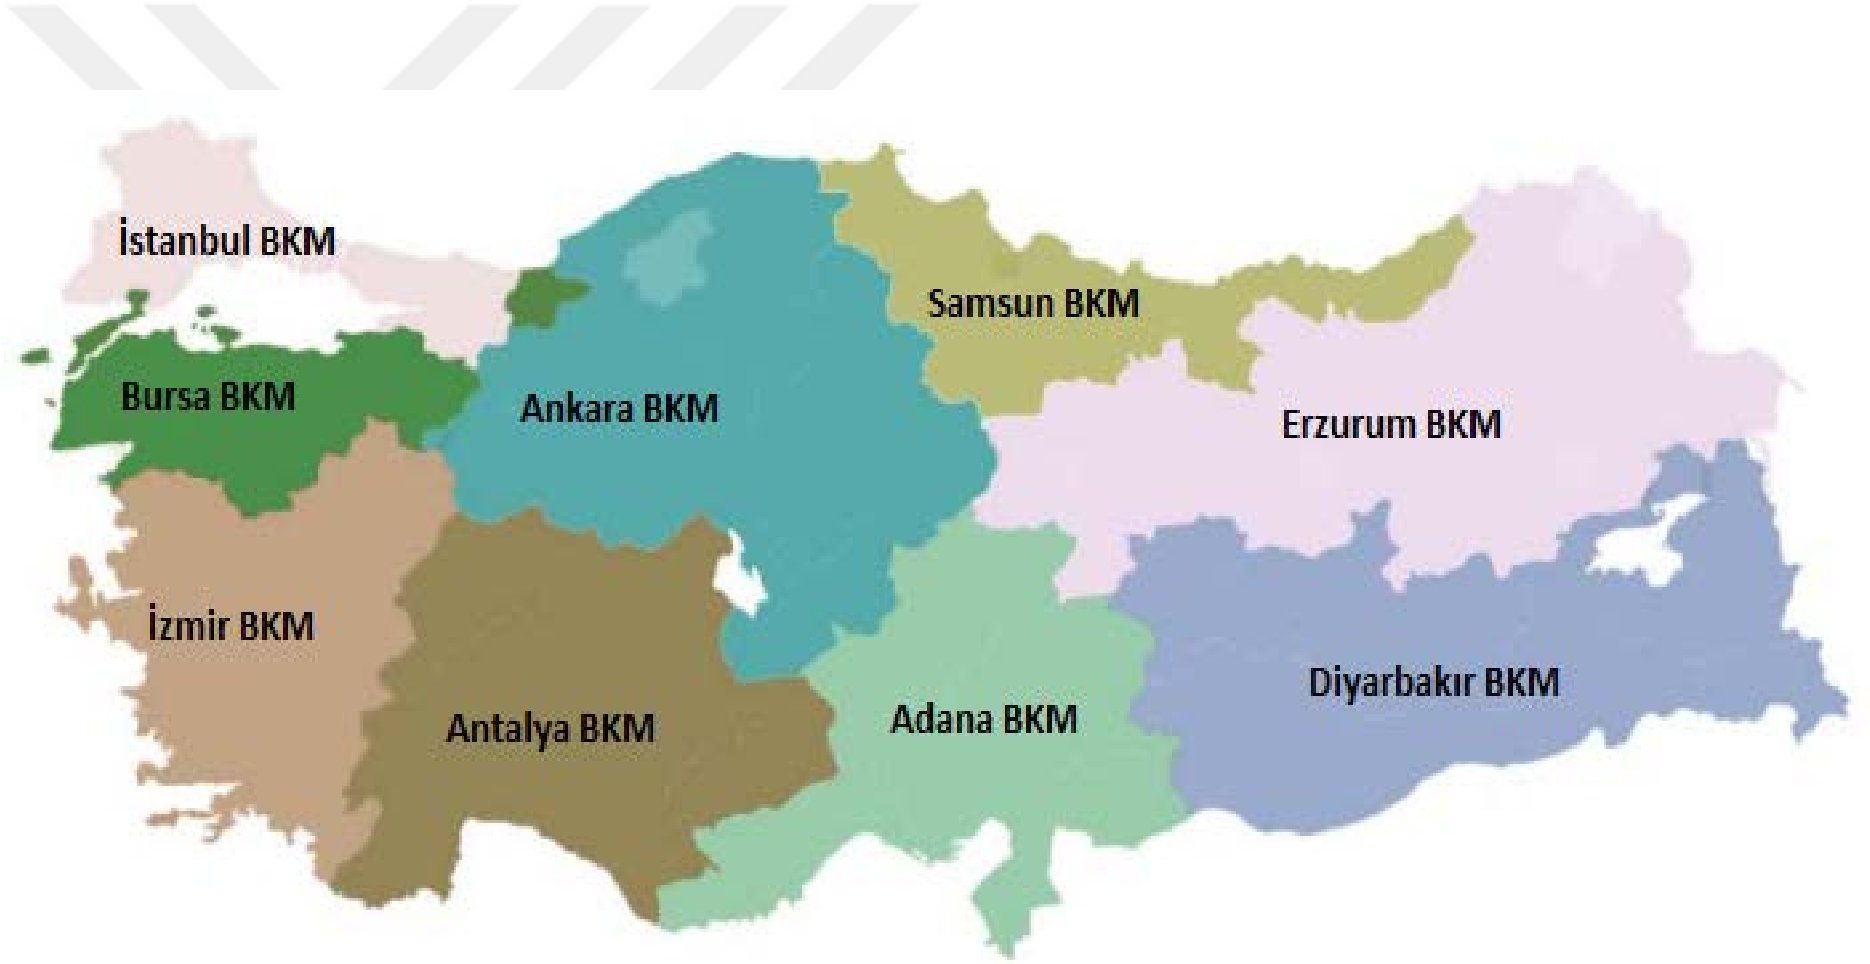 İstanbul BKM
Samsun BKM
Bursa BKM
Ankara BKM
Erzurum BKM
İzmir BKM
Diyarbakır BKM
Antalya BKM
Adana BKM